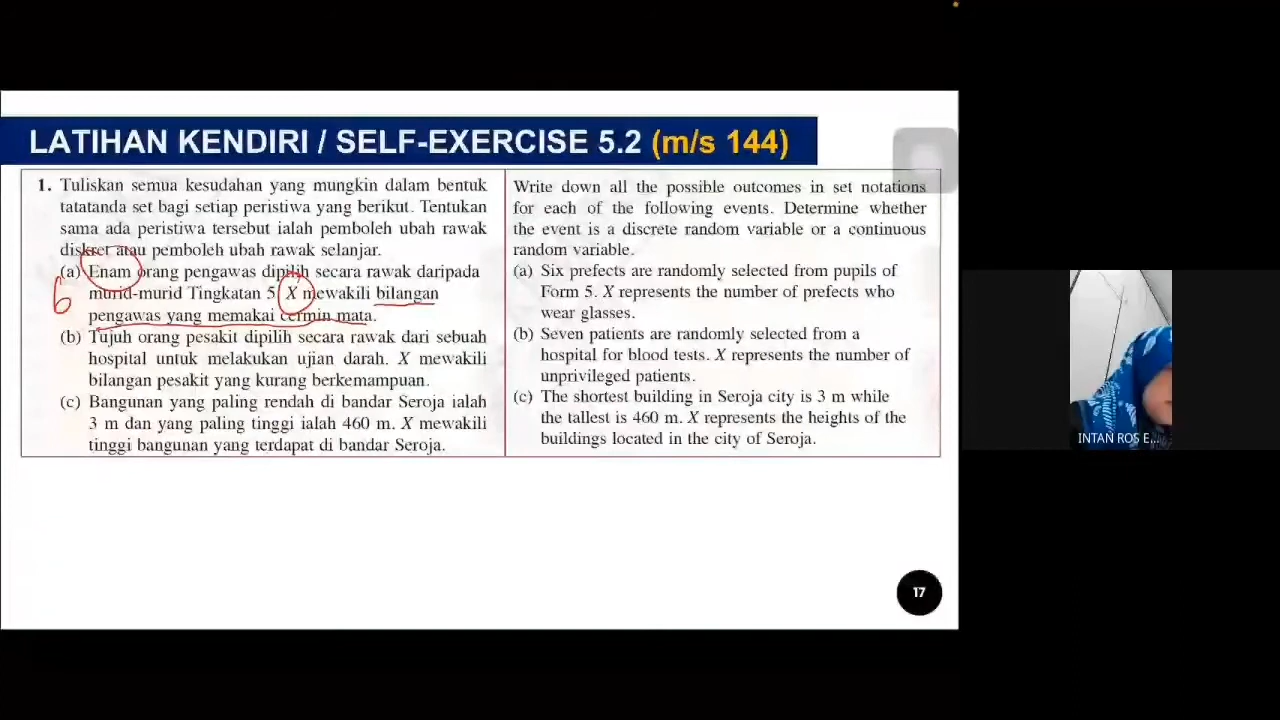 LATIHAN KENDIRI / SELF-EXERCISE 5.2 (m/s 144)
1. Tuliskan semua kesudahan yang mungkin dalam bentuk
tatatanda set bagi setiap peristiwa yang berikut. Tentukan
sama ada peristiwa tersebut ialah pemboleh ubah rawak
diskret atau pemboleh ubah rawak selanjar.
(a) Enam orang pengawas dipilih secara rawak daripada
6
murid-murid Tingkatan 5. X mewakili bilangan
pengawas yang memakai cermin mata.
(b) Tujuh orang pesakit dipilih secara rawak dari sebuah
hospital untuk melakukan ujian darah. X mewakili
bilangan pesakit yang kurang berkemampuan.
(c) Bangunan yang paling rendah di bandar Seroja ialah
3 m dan yang paling tinggi ialah 460 m. X mewakili
tinggi bangunan yang terdapat di bandar Seroja.
Write down all the possible outcomes in set notations
for each of the following events. Determine whether
the event is a discrete random variable or a continuous
random variable.
(a) Six prefects are randomly selected from pupils of
Form 5. X represents the number of prefects who
wear glasses.
(b) Seven patients are randomly selected from a
hospital for blood tests. X represents the number of
unprivileged patients.
(c) The shortest building in Seroja city is 3 m while
the tallest is 460 m. X represents the heights of the
buildings located in the city of Seroja.
17
INTAN ROS E...